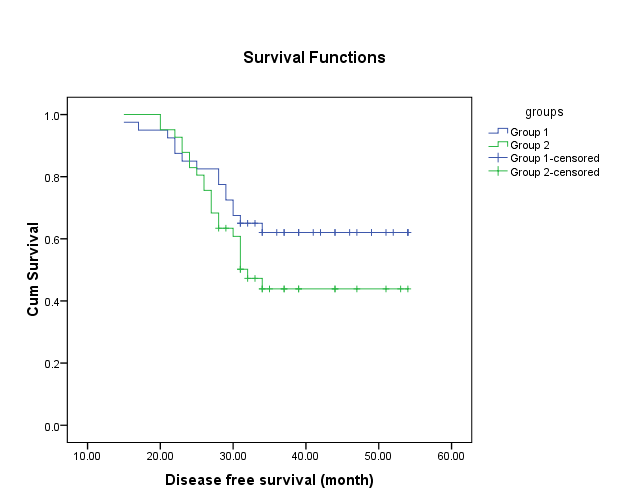 Survival Functions
groups
Group 1
Group 2
Group 1-censored
Group 2-censored
Cum Survival
1.0
0.8
0.6
0.4
0.2
0.0
10.00 20.00 30.00 40.00 50.00 60.00
Disease free survival (month)